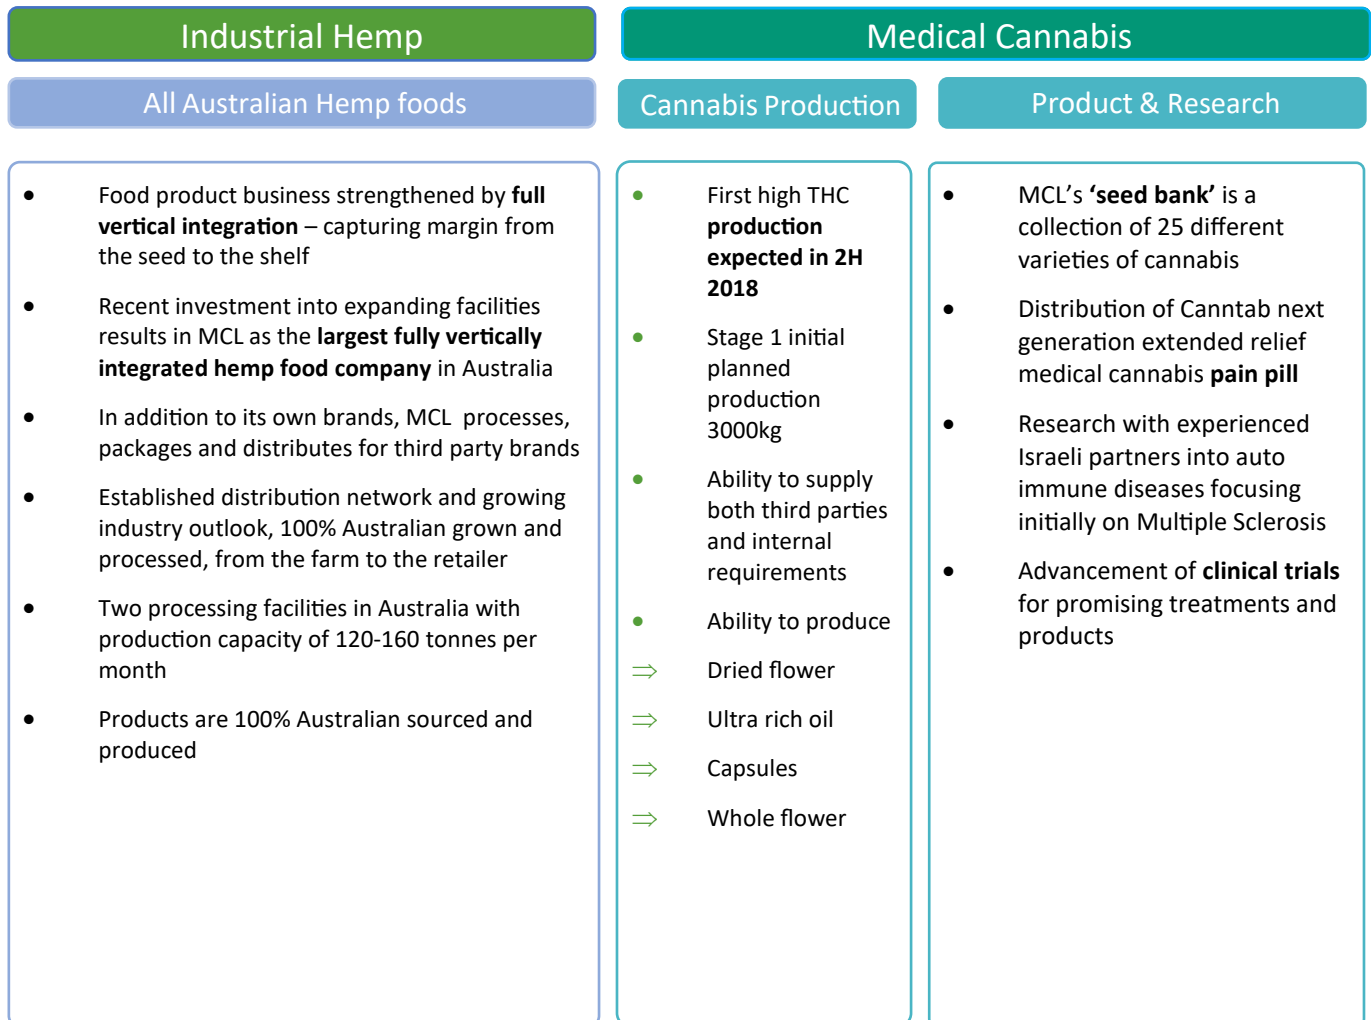 Industrial Hemp
Medical Cannabis
All Australian Hemp foods
Cannabis Production
Product & Research
• Food product business strengthened by full
vertical integration – capturing margin from
the seed to the shelf
• Recent investment into expanding facilities
results in MCL as the largest fully vertically
integrated hemp food company in Australia
• In addition to its own brands, MCL processes,
packages and distributes for third party brands
• Established distribution network and growing
industry outlook, 100% Australian grown and
processed, from the farm to the retailer
• Two processing facilities in Australia with
production capacity of 120-160 tonnes per
month
• Products are 100% Australian sourced and
produced
• First high THC
production
expected in 2H
2018
• Stage 1 initial
planned
production
3000kg
• Ability to supply
both third parties
and internal
requirements
• Ability to produce
⇒ Dried flower
⇒ Ultra rich oil
⇒ Capsules
⇒ Whole flower
• MCL's 'seed bank' is a
collection of 25 different
varieties of cannabis
• Distribution of Canntab next
generation extended relief
medical cannabis pain pill
• Research with experienced
Israeli partners into auto
immune diseases focusing
initially on Multiple Sclerosis
• Advancement of clinical trials
for promising treatments and
products